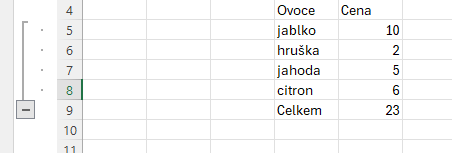 4 Ovoce Cena
5 jablko 10
6 hruška 2
7 jahoda 5
8 citron 6
9 Celkem 23
10
11